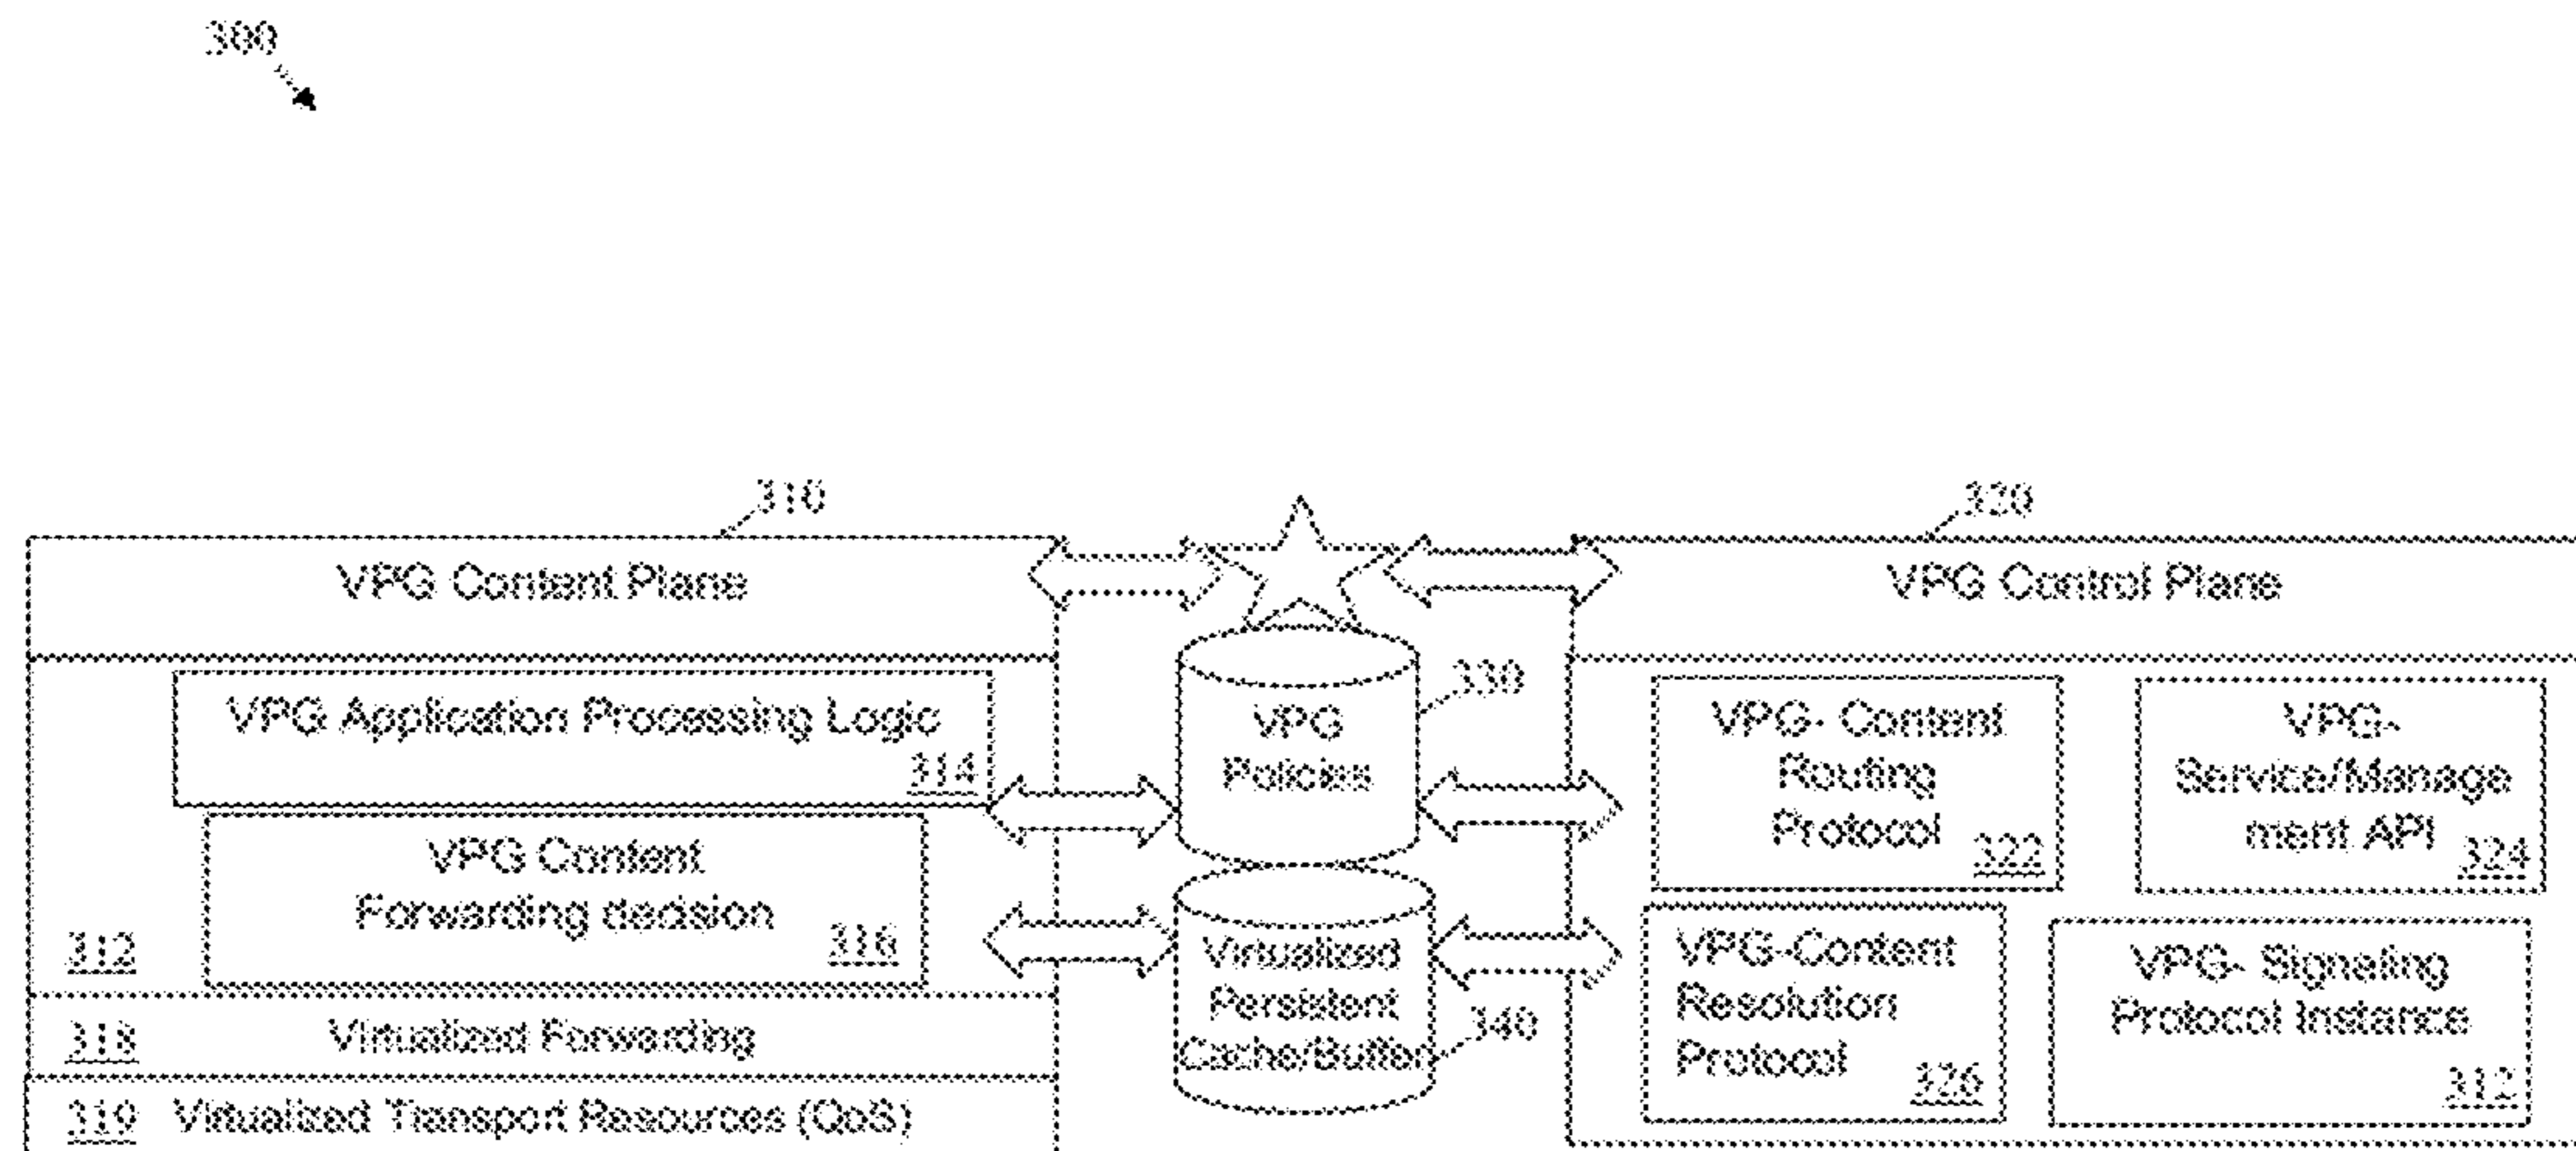 300
310
320
VPG Content Plane
VPG Control Plane
VPG Application Processing Logic
314
VPG Content
Forwarding decision
316
312
318
Virtualized Forwarding
319
Virtualized Transport Resources (QoS)
330
VPG
Policies
Virtualized
Persistent
Cache/Buffer
340
VPG- Content
Routing
Protocol
322
VPG-
Service/Manage
ment API
324
VPG-Content
Resolution
Protocol
326
VPG- Signaling
Protocol Instance
312